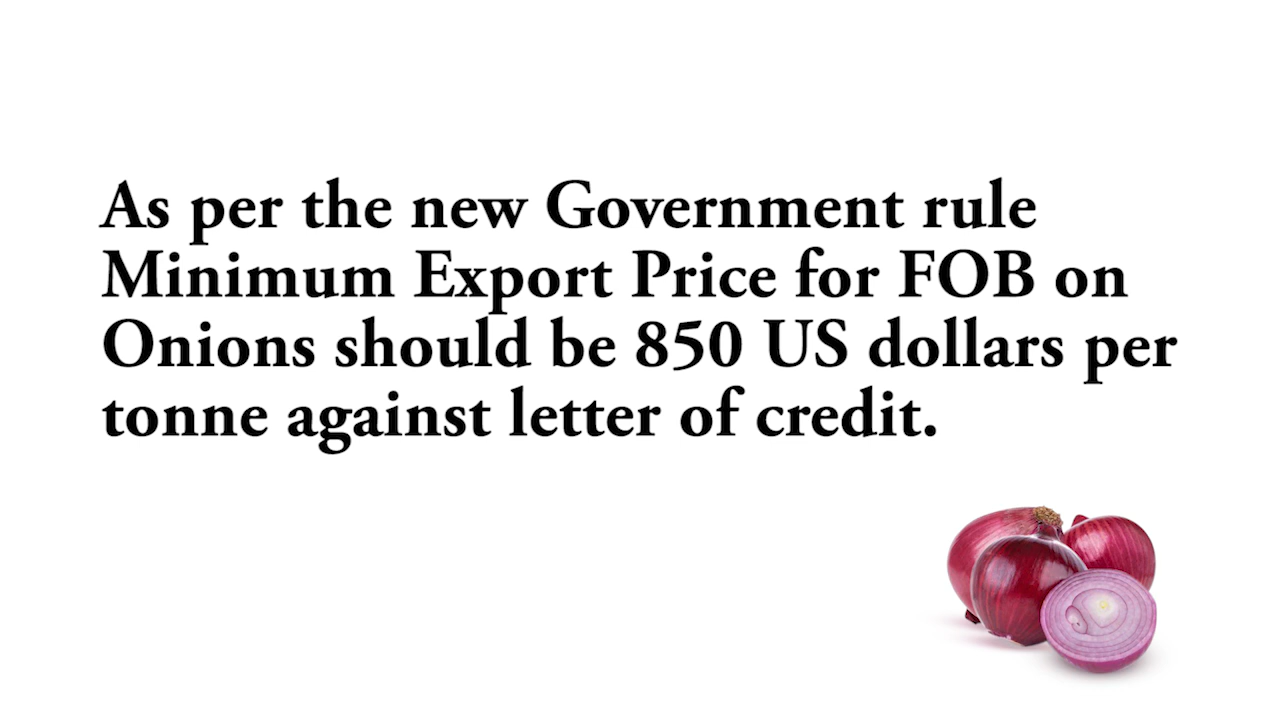 As per the new Government rule
Minimum Export Price for FOB on
Onions should be 850 US dollars per
tonne against letter of credit.